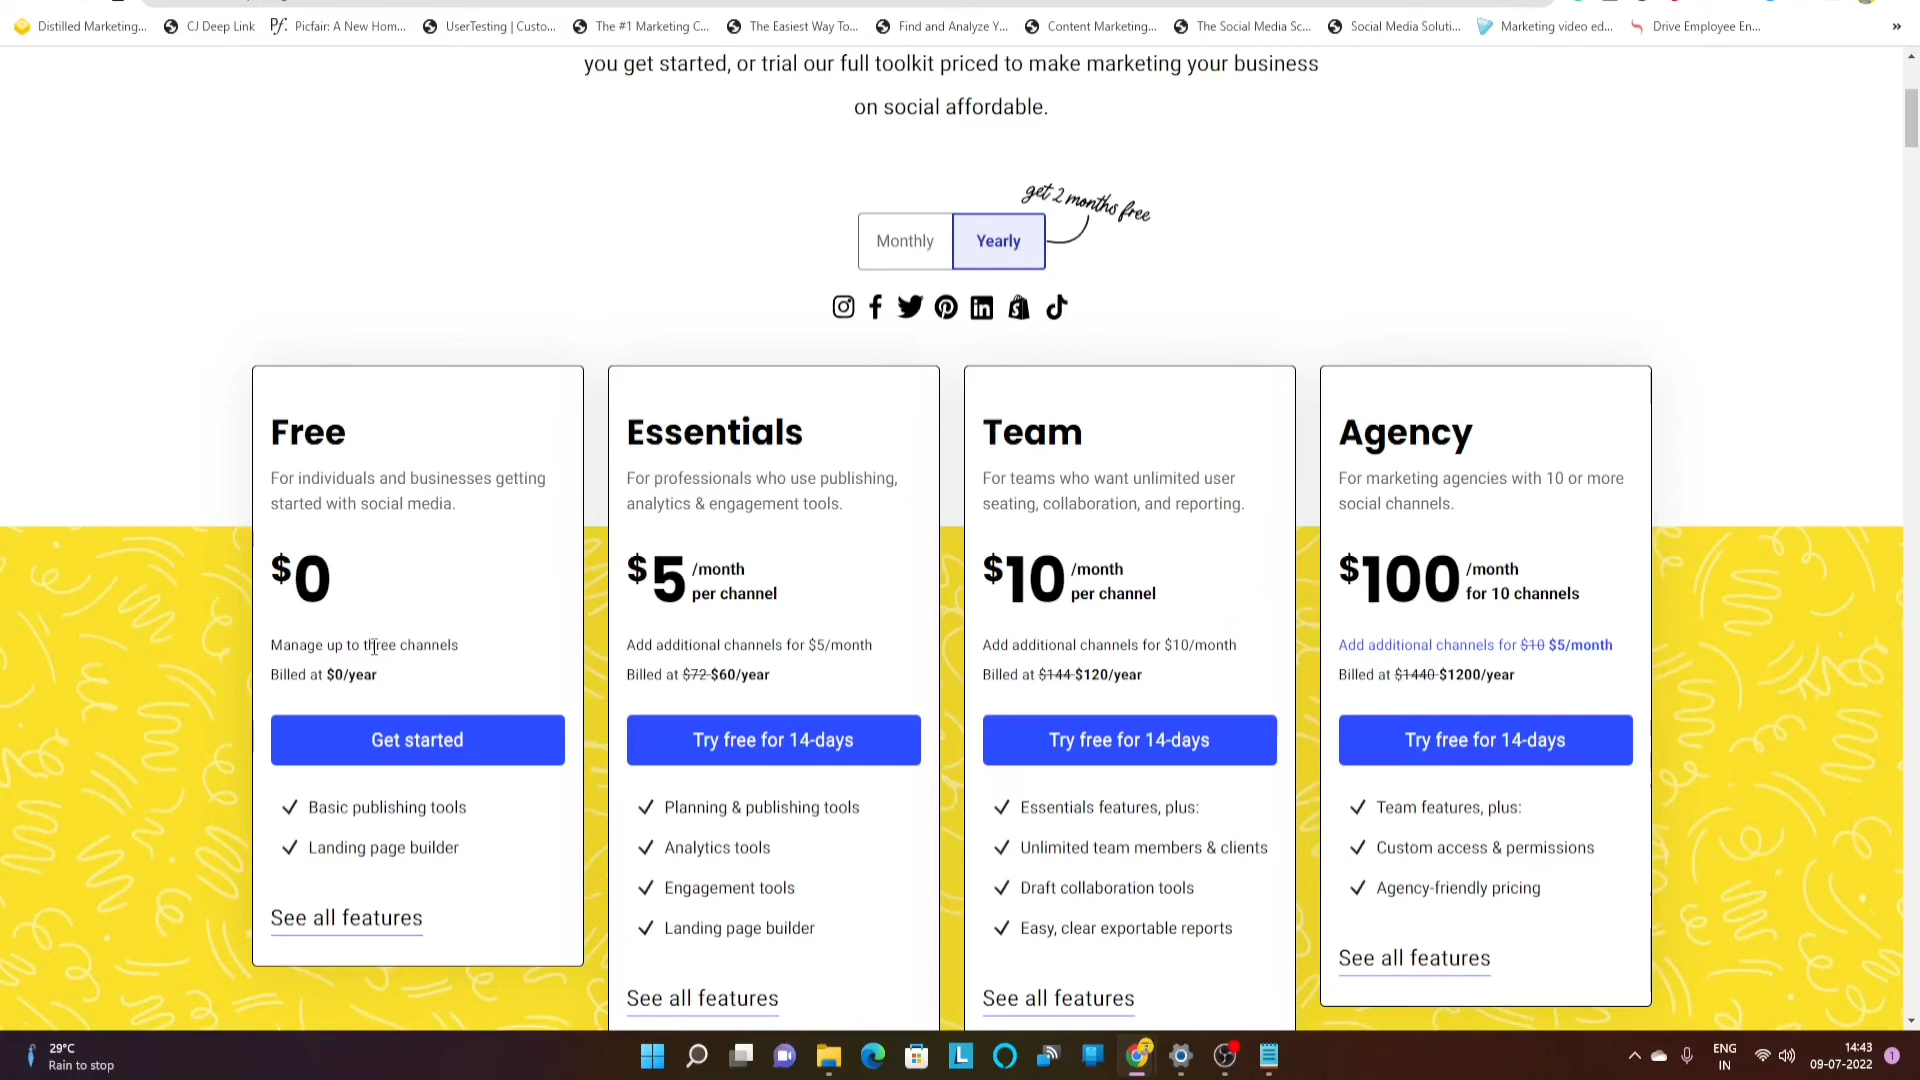 Distilled Marketing... CJ Deep Link Picfair: A New Hom... UserTesting | Custo... The #1 Marketing C... The Easiest Way To... Find and Analyze Y... Content Marketing... The Social Media Sc... Social Media Soluti... Marketing video ed... Drive Employee En... »
you get started, or trial our full toolkit priced to make marketing your business
on social affordable.
get 2 months free
Monthly Yearly
Free
For individuals and businesses getting
started with social media.
$0
Manage up to three channels
Billed at $0/year
Get started
Basic publishing tools
Landing page builder
See all features
Essentials
For professionals who use publishing,
analytics & engagement tools.
$5 /month
per channel
Add additional channels for $5/month
Billed at $72 $60/year
Try free for 14-days
Planning & publishing tools
Analytics tools
Engagement tools
Landing page builder
See all features
Team
For teams who want unlimited user
seating, collaboration, and reporting.
$10 /month
per channel
Add additional channels for $10/month
Billed at $144 $120/year
Try free for 14-days
Essentials features, plus:
Unlimited team members & clients
Draft collaboration tools
Easy, clear exportable reports
See all features
Agency
For marketing agencies with 10 or more
social channels.
$100 /month
for 10 channels
Add additional channels for $10 $5/month
Billed at $1440 $1200/year
Try free for 14-days
Team features, plus:
Custom access & permissions
Agency-friendly pricing
See all features
29°C
Rain to stop
ENG
IN
14:43
09-07-2022
1